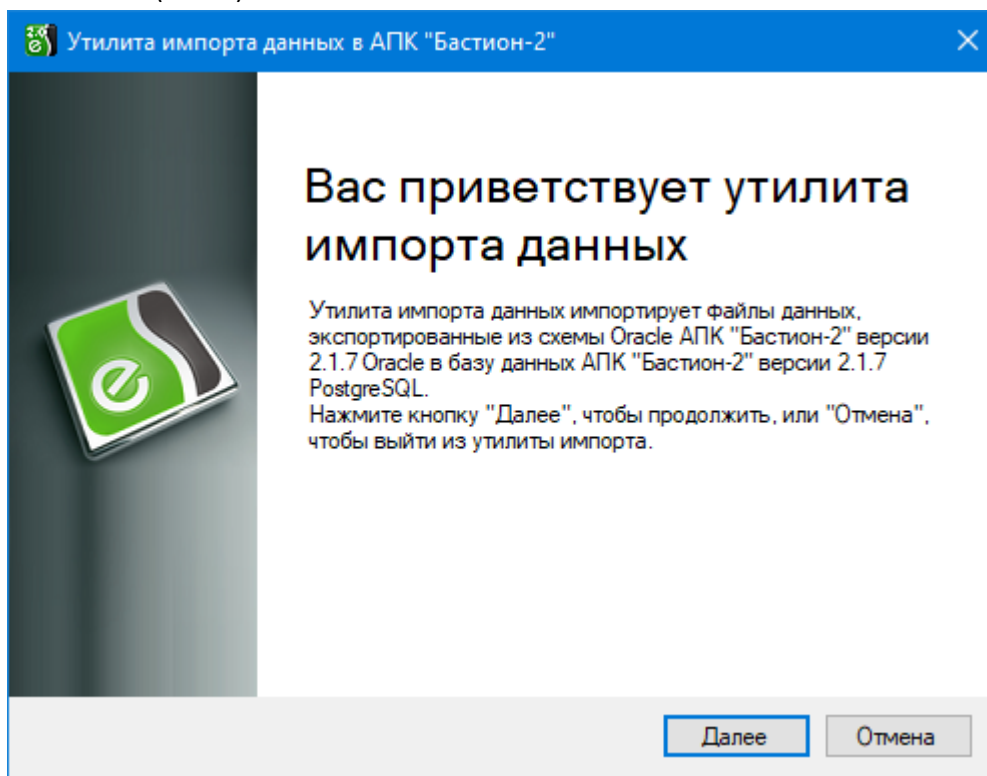 Утилита импорта данных в АПК "Бастион-2"
Вас приветствует утилита
импорта данных
Утилита импорта данных импортирует файлы данных,
экспортированные из схемы Oracle АПК "Бастион-2" версии
2.1.7 Oracle в базу данных АПК "Бастион-2" версии 2.1.7
PostgreSQL.
Нажмите кнопку "Далее", чтобы продолжить, или "Отмена",
чтобы выйти из утилиты импорта.
Далее
Отмена